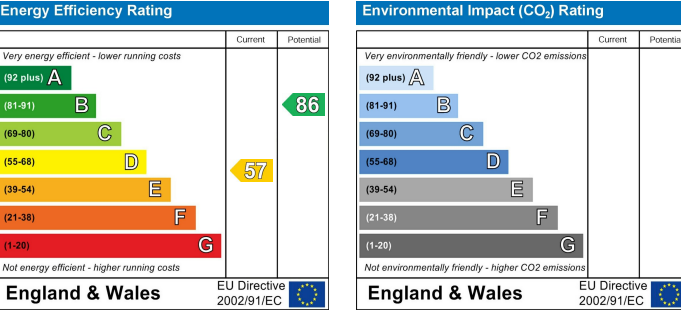 Energy Efficiency Rating
Current Potential
Very energy efficient - lower running costs
(92 plus) A
(81-91) B
(69-80) C
(55-68) D
(39-54) E
(21-38) F
(1-20) G
57
86
Not energy efficient - higher running costs
England & Wales
EU Directive
2002/91/EC
Environmental Impact (CO₂) Rating
Current Potential
Very environmentally friendly - lower CO2 emissions
(92 plus) A
(81-91) B
(69-80) C
(55-68) D
(39-54) E
(21-38) F
(1-20) G
Not environmentally friendly - higher CO2 emissions
England & Wales
EU Directive
2002/91/EC